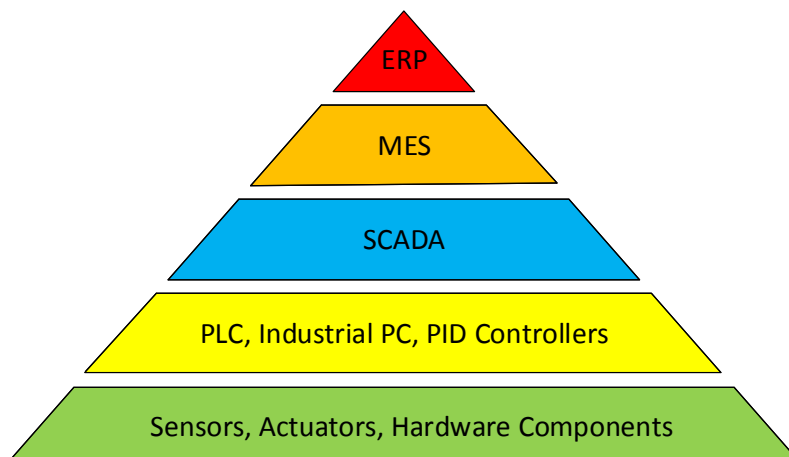 ERP
MES
SCADA
PLC, Industrial PC, PID Controllers
Sensors, Actuators, Hardware Components